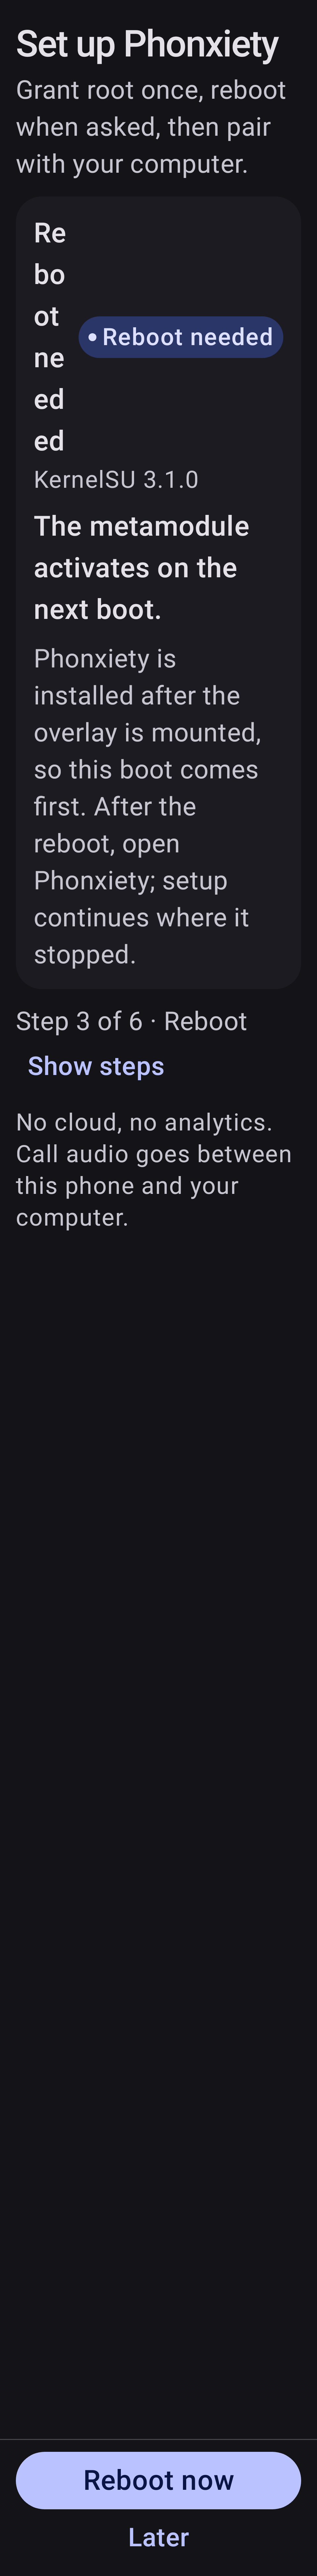 Set up Phonxiety
Grant root once, reboot
when asked, then pair
with your computer.
Re
bo
ot
ne
ed
ed
• Reboot needed
KernelSU 3.1.0
The metamodule
activates on the
next boot.
Phonxiety is
installed after the
overlay is mounted,
so this boot comes
first. After the
reboot, open
Phonxiety; setup
continues where it
stopped.
Step 3 of 6 · Reboot
Show steps
No cloud, no analytics.
Call audio goes between
this phone and your
computer.
Reboot now
Later